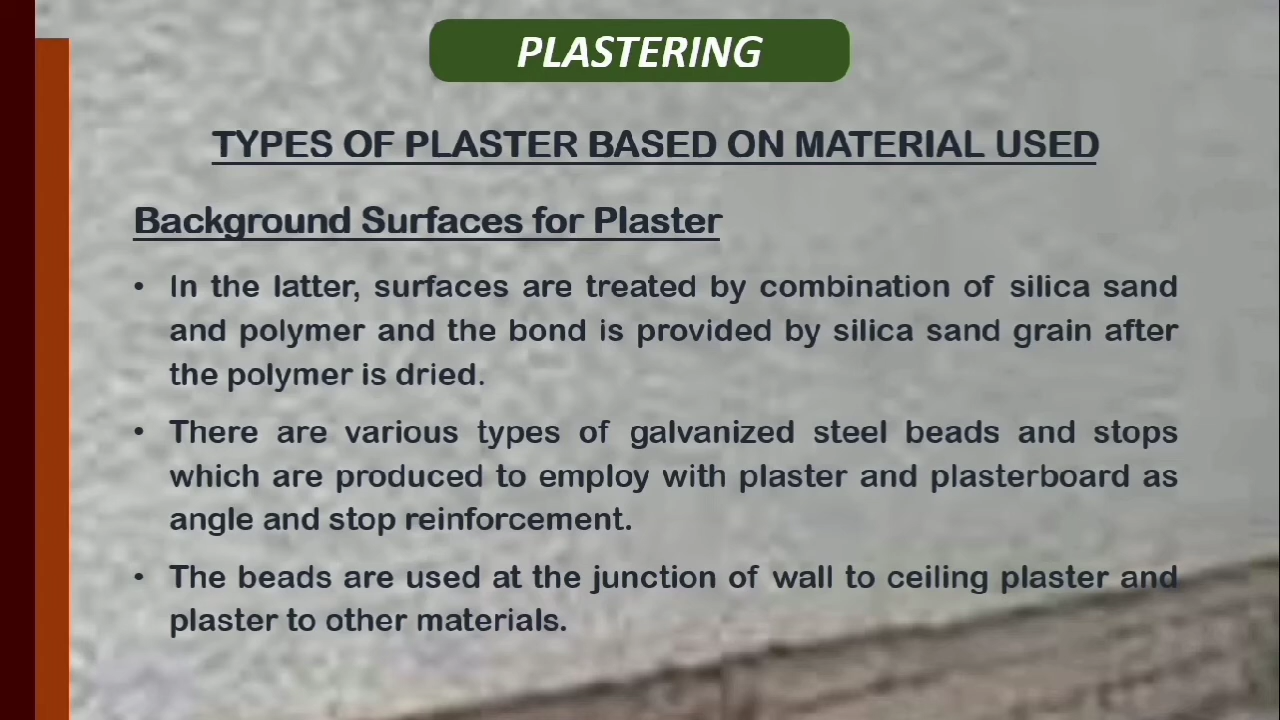 PLASTERING
TYPES OF PLASTER BASED ON MATERIAL USED
Background Surfaces for Plaster
• In the latter, surfaces are treated by combination of silica sand
and polymer and the bond is provided by silica sand grain after
the polymer is dried.
• There are various types of galvanized steel beads and stops
which are produced to employ with plaster and plasterboard as
angle and stop reinforcement.
• The beads are used at the junction of wall to ceiling plaster and
plaster to other materials.